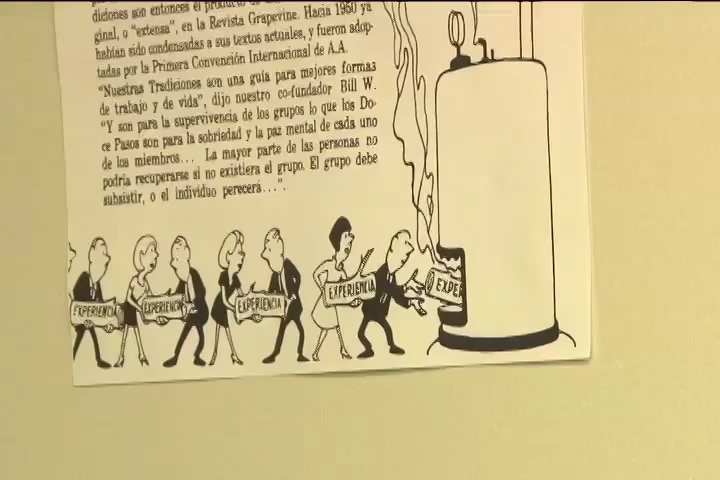 diciones son entonces el producto de
ginal, o "extensa", en la Revista Grapevine. Hacia 1950 ya
habían sido condensadas a sus textos actuales, y fueron adop-
tadas por la Primera Convención Internacional de A.A.
"Nuestras Tradiciones son una guía para mejores formas
de trabajo y de vida", dijo nuestro co-fundador Bill W.
"Y son para la supervivencia de los grupos lo que los Do-
ce Pasos son para la sobriedad y la paz mental de cada uno
de los miembros... La mayor parte de las personas no
podría recuperarse si no existiera el grupo. El grupo debe
subsistir, o el individuo perecerá...".
EXPERIENCIA EXPERIENCIA EXPERIENCIA EXPERIENCIA EXPE